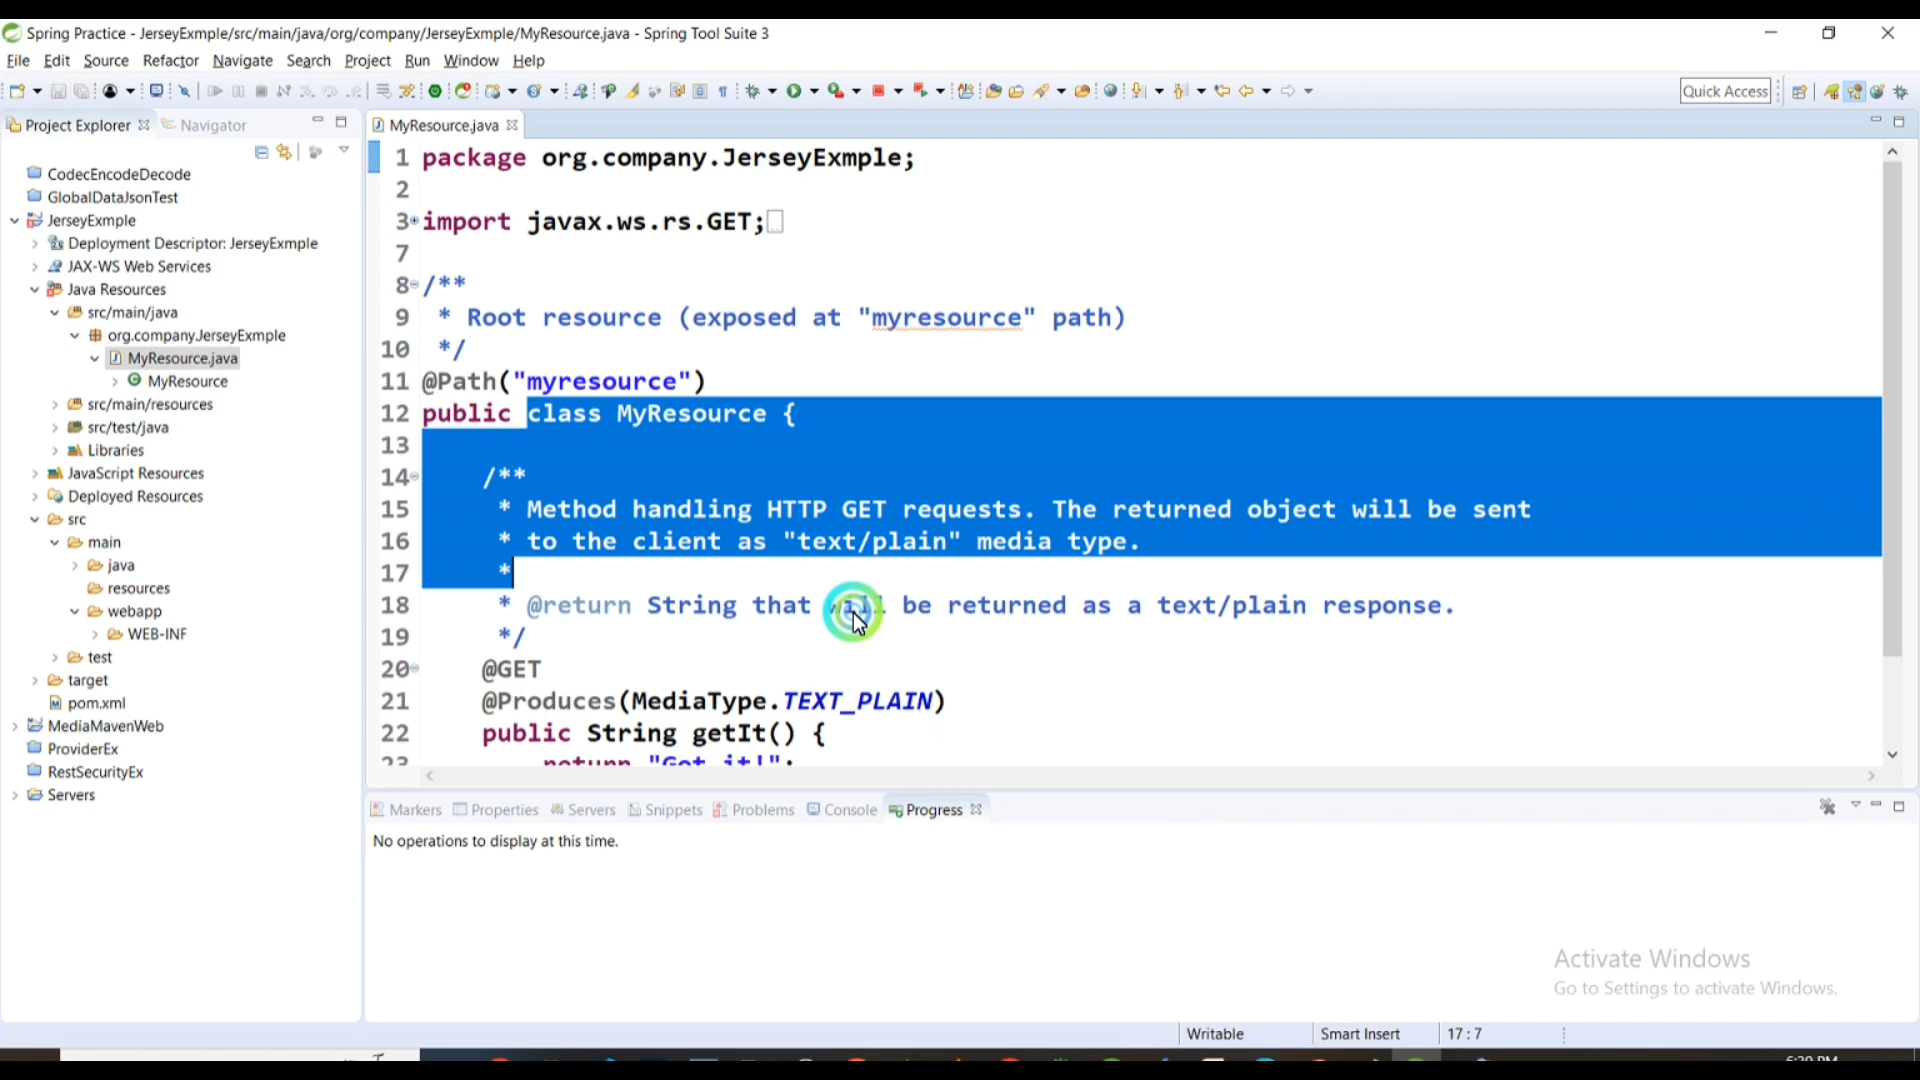 Spring Practice - JerseyExmple/src/main/java/org/company/JerseyExmple/MyResource.java - Spring Tool Suite 3
File Edit Source Refactor Navigate Search Project Run Window Help
Quick Access
Project Explorer Navigator
CodecEncodeDecode
GlobalDataJsonTest
JerseyExmple
Deployment Descriptor: JerseyExmple
JAX-WS Web Services
Java Resources
src/main/java
org.company.JerseyExmple
MyResource.java
MyResource
src/main/resources
src/test/java
Libraries
JavaScript Resources
Deployed Resources
src
main
java
resources
webapp
WEB-INF
test
target
pom.xml
MediaMavenWeb
ProviderEx
RestSecurityEx
Servers
MyResource.java
1 package org.company.JerseyExmple;
2
3 import javax.ws.rs.GET;
7
8 /**
9 * Root resource (exposed at "myresource" path)
10 */
11 @Path("myresource")
12 public class MyResource {
13
14 /**
15 * Method handling HTTP GET requests. The returned object will be sent
16 * to the client as "text/plain" media type.
17 *
18 * @return String that will be returned as a text/plain response.
19 */
20 @GET
21 @Produces(MediaType.TEXT_PLAIN)
22 public String getIt() {
23 return "Got it!";
Markers Properties Servers Snippets Problems Console Progress
No operations to display at this time.
Activate Windows
Go to Settings to activate Windows.
Writable Smart Insert 17 : 7